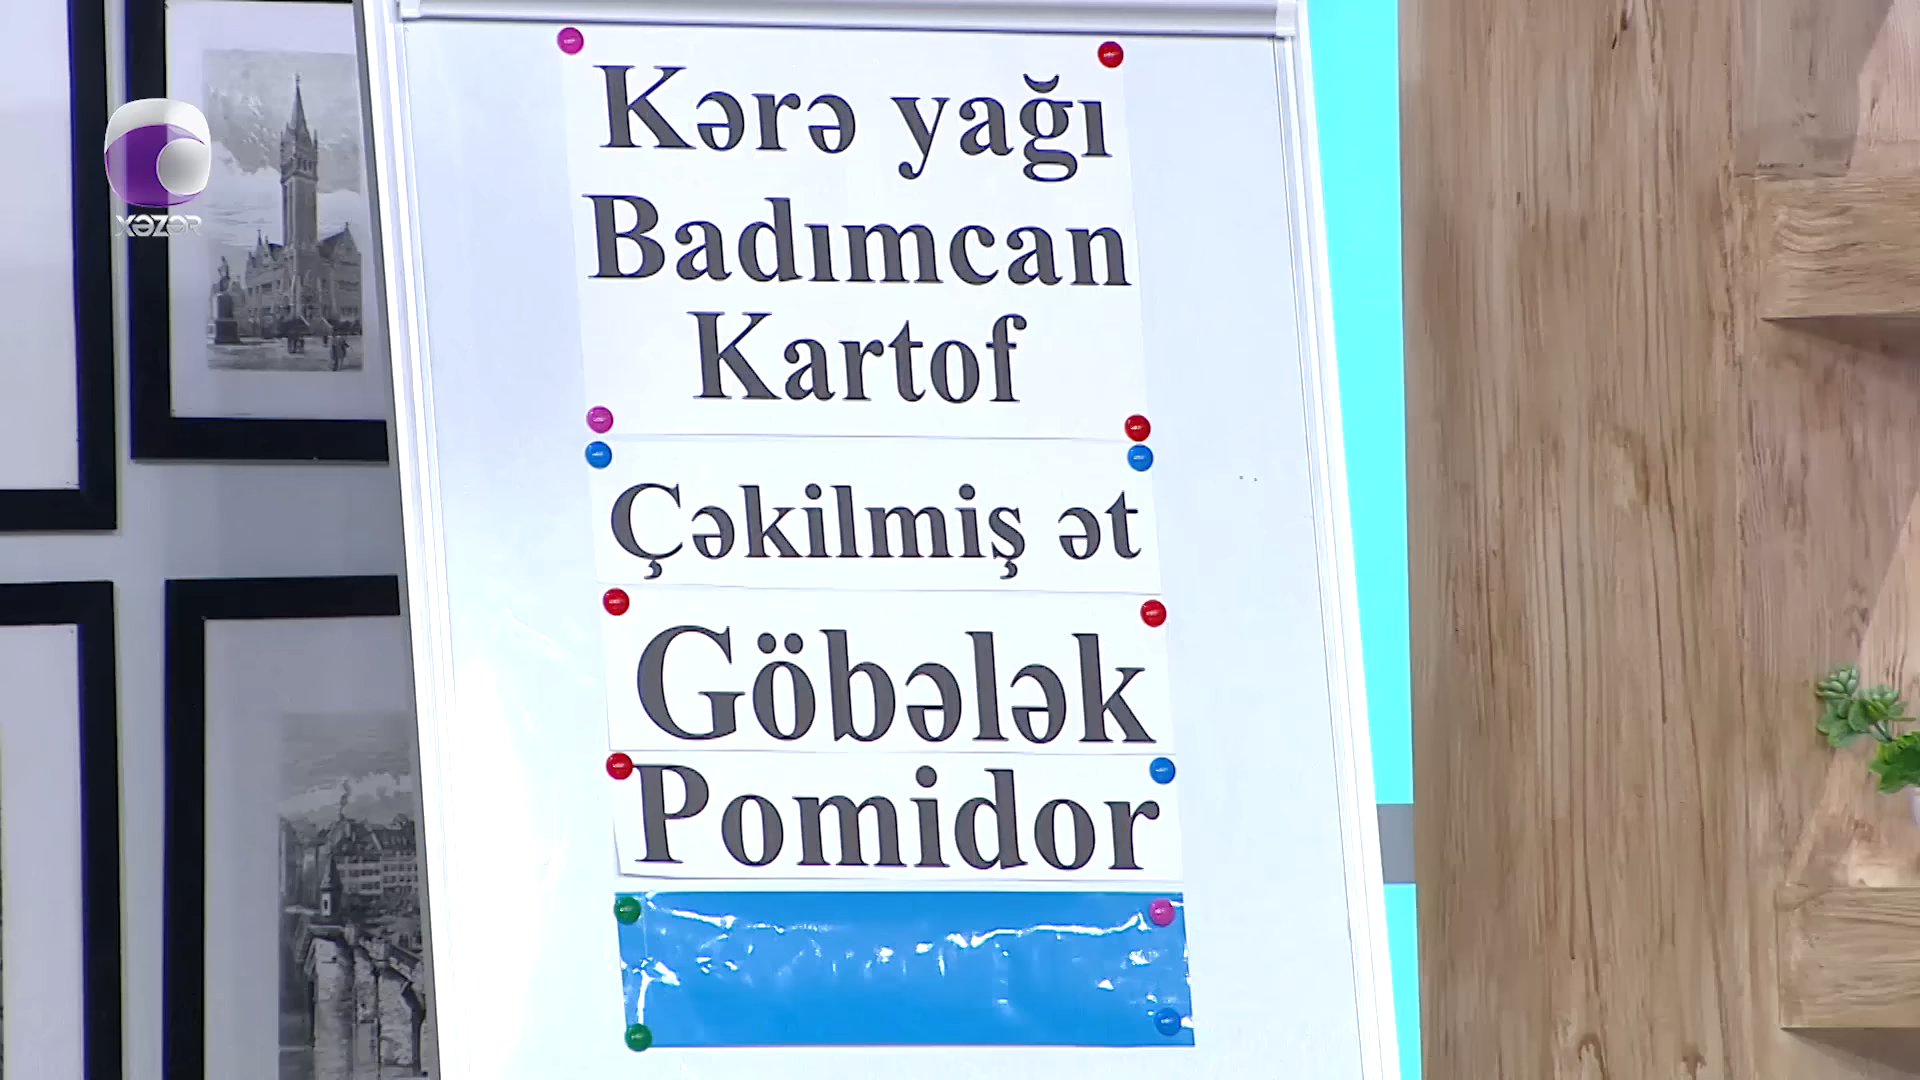 XƏZƏR
Kərə yağı
Badımcan
Kartof
Çəkilmiş ət
Göbələk
Pomidor